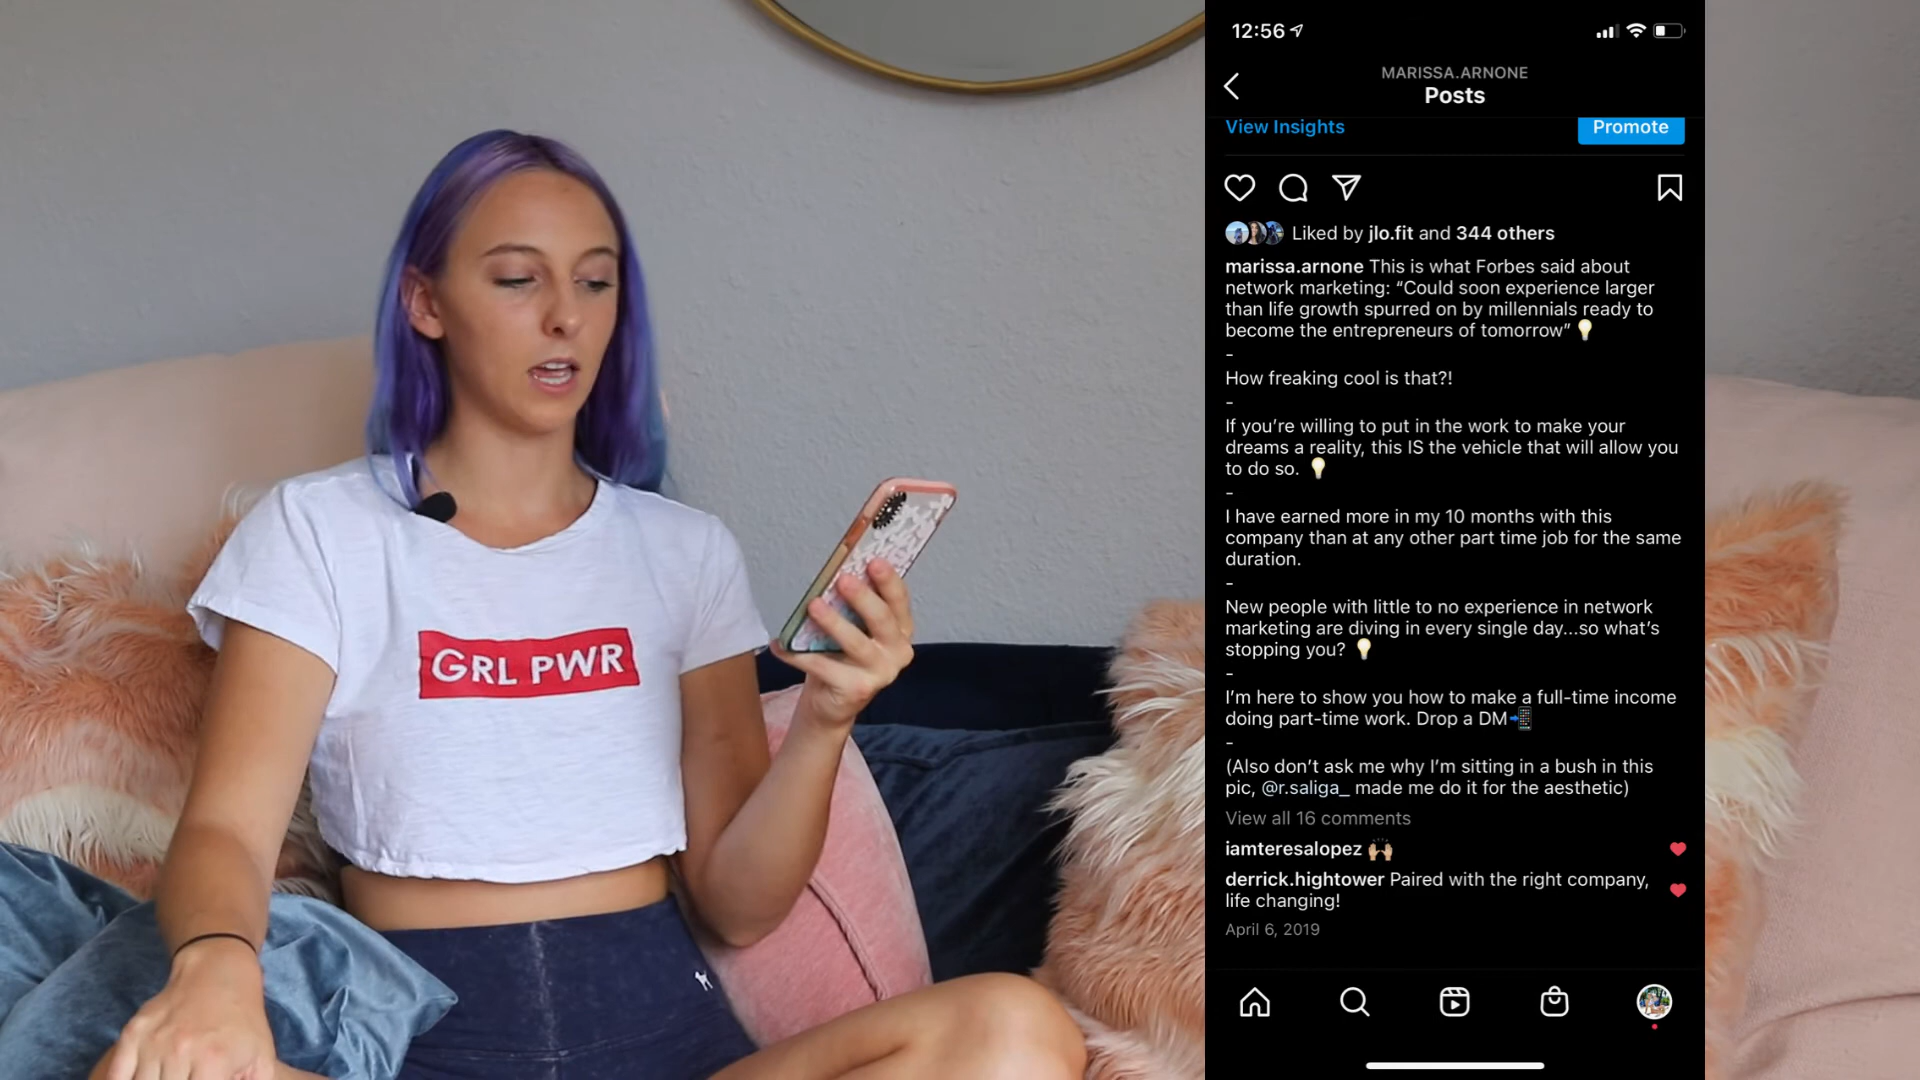 GRL PWR
12:56
MARISSA.ARNONE
Posts
View Insights
Promote
Liked by jlo.fit and 344 others
marissa.arnone This is what Forbes said about
network marketing: “Could soon experience larger
than life growth spurred on by millennials ready to
become the entrepreneurs of tomorrow” 💡
-
How freaking cool is that?!
-
If you’re willing to put in the work to make your
dreams a reality, this IS the vehicle that will allow you
to do so. 💡
-
I have earned more in my 10 months with this
company than at any other part time job for the same
duration.
-
New people with little to no experience in network
marketing are diving in every single day...so what’s
stopping you? 💡
-
I’m here to show you how to make a full-time income
doing part-time work. Drop a DM📲
-
(Also don’t ask me why I’m sitting in a bush in this
pic, @r.saliga_ made me do it for the aesthetic)
View all 16 comments
iamteresalopez 🙌🏼
derrick.hightower Paired with the right company,
life changing!
April 6, 2019